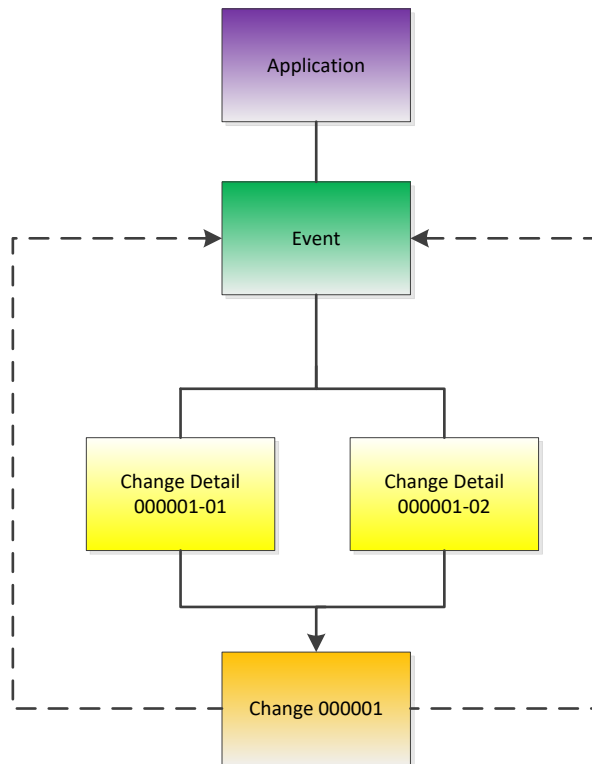 Application
Event
Change Detail
000001-01
Change Detail
000001-02
Change 000001